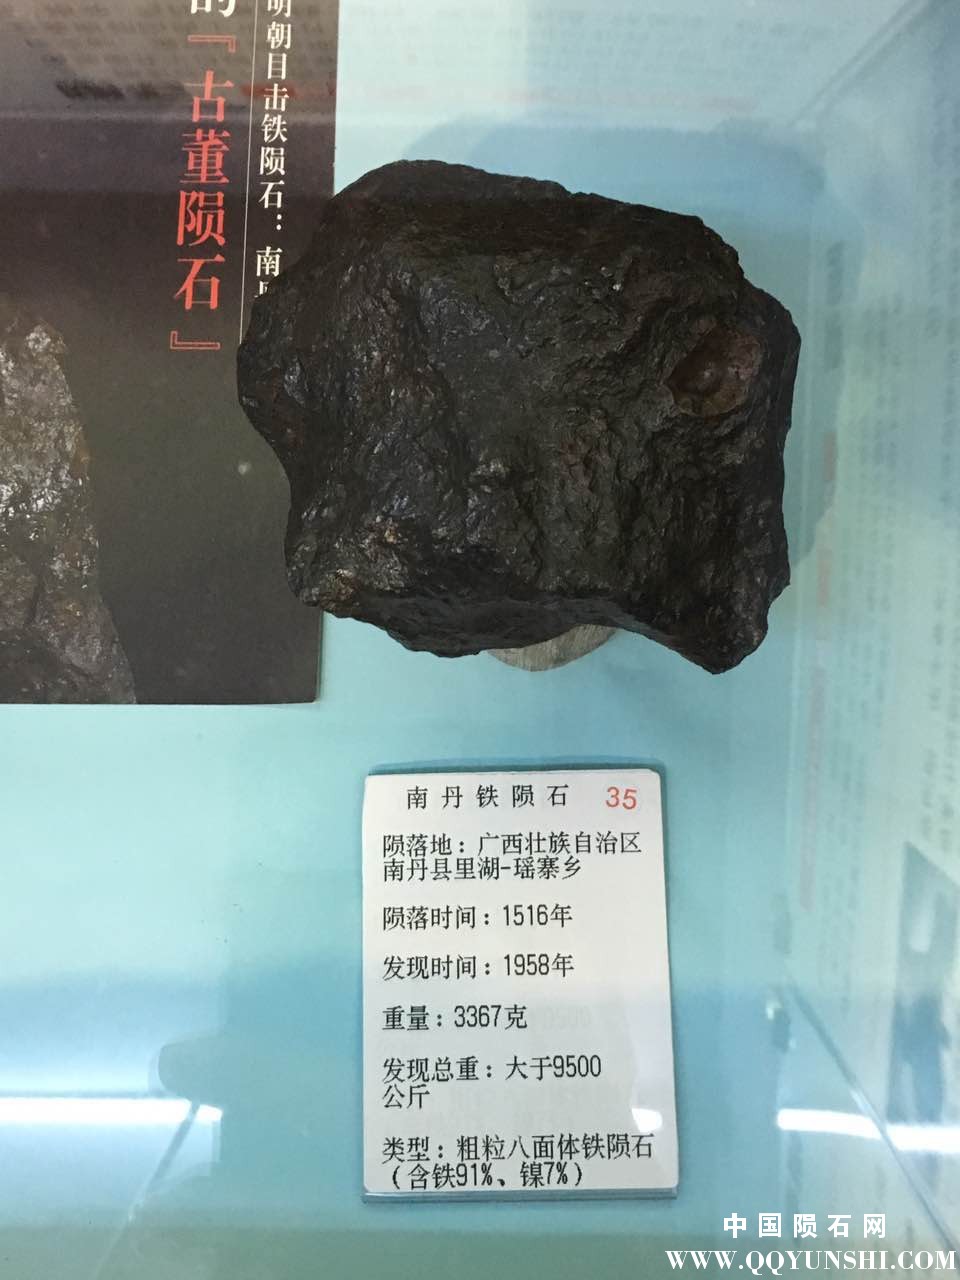 的『古董陨石』
明朝目击铁陨石：南丹
南丹铁陨石 35
陨落地：广西壮族自治区
南丹县里湖-瑶寨乡
陨落时间：1516年
发现时间：1958年
重量：3367克
发现总重：大于9500
公斤
类型：粗粒八面体铁陨石
（含铁91%、镍7%）
中国陨石网
WWW.QQYUNSHI.COM